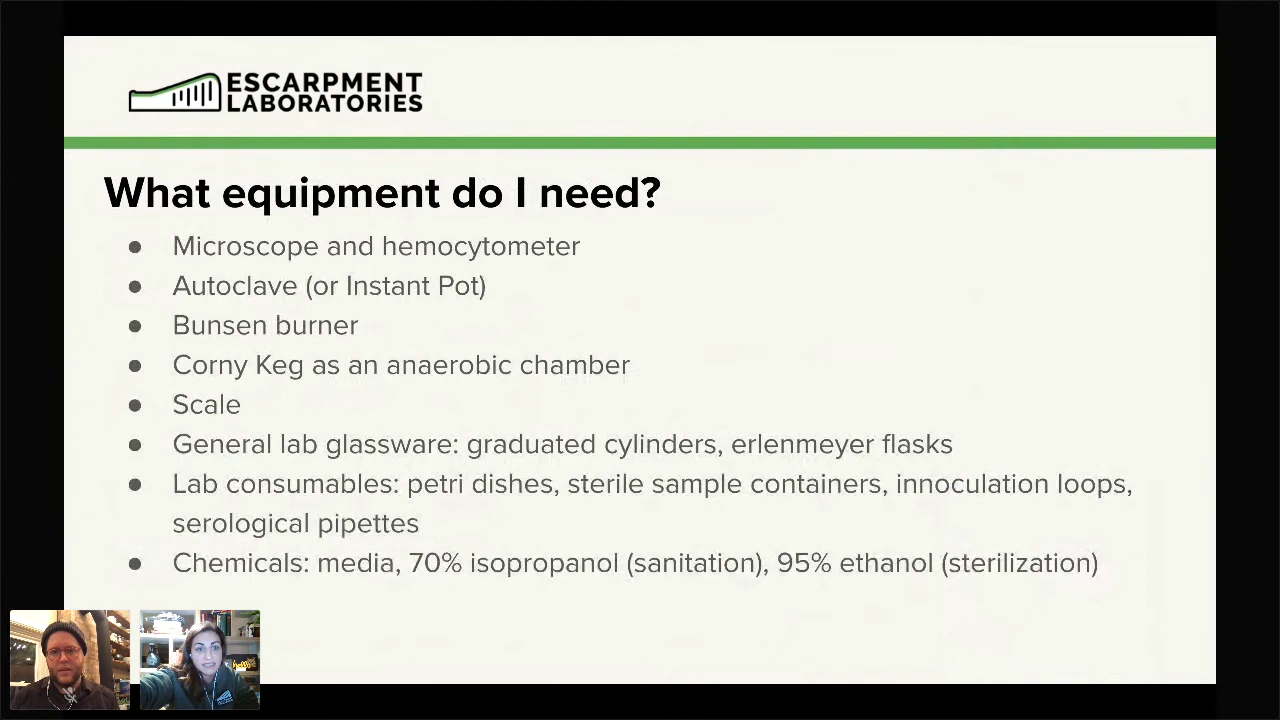 ESCARPMENT
LABORATORIES
What equipment do I need?
● Microscope and hemocytometer
● Autoclave (or Instant Pot)
● Bunsen burner
● Corny Keg as an anaerobic chamber
● Scale
● General lab glassware: graduated cylinders, erlenmeyer flasks
● Lab consumables: petri dishes, sterile sample containers, innoculation loops,
serological pipettes
● Chemicals: media, 70% isopropanol (sanitation), 95% ethanol (sterilization)